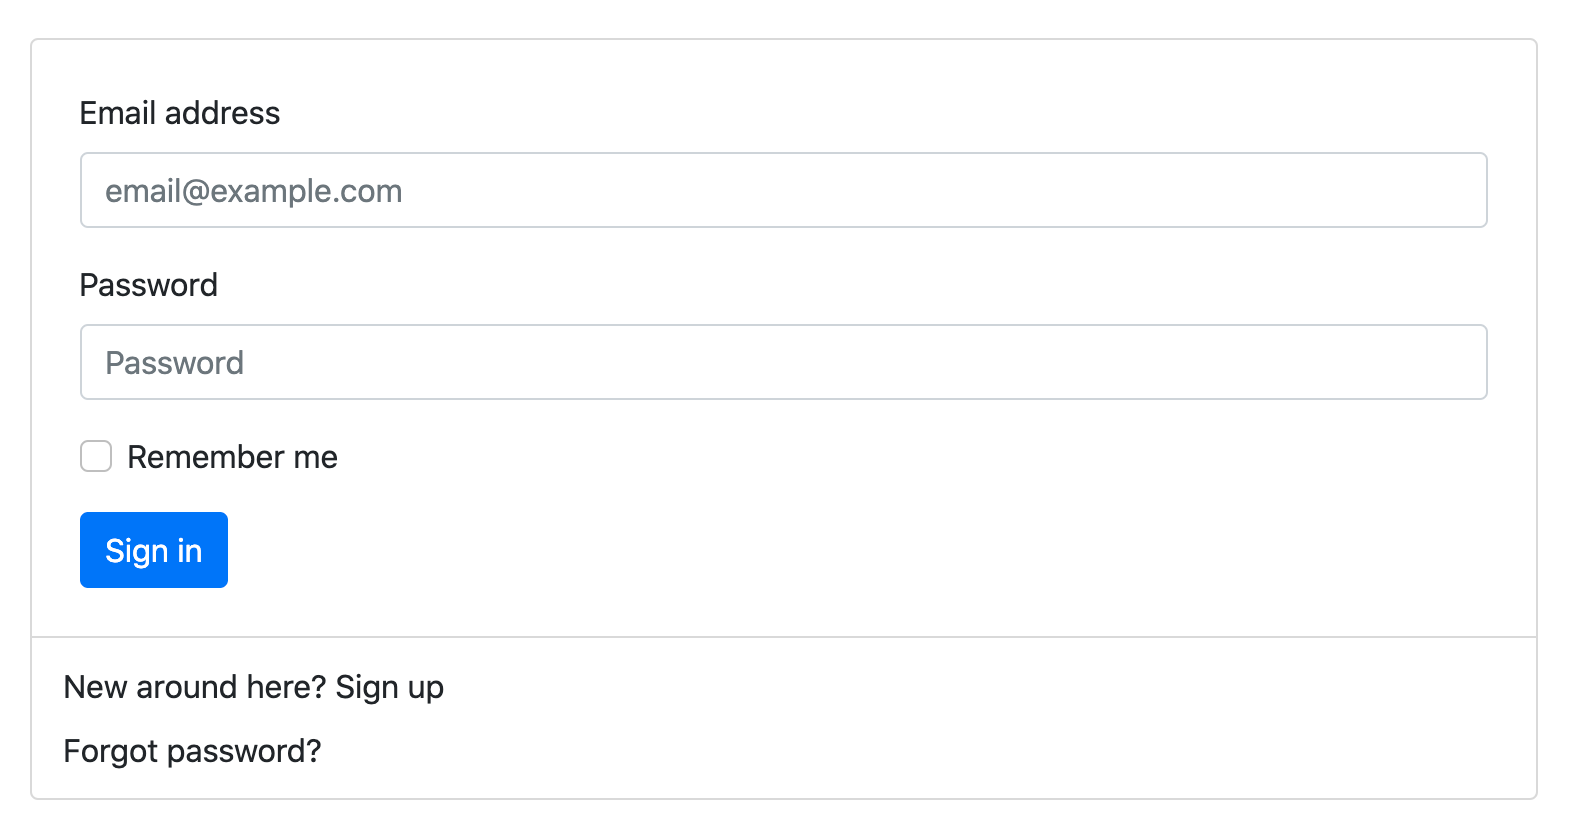 Email address
email@example.com
Password
Password
Remember me
Sign in
New around here? Sign up
Forgot password?